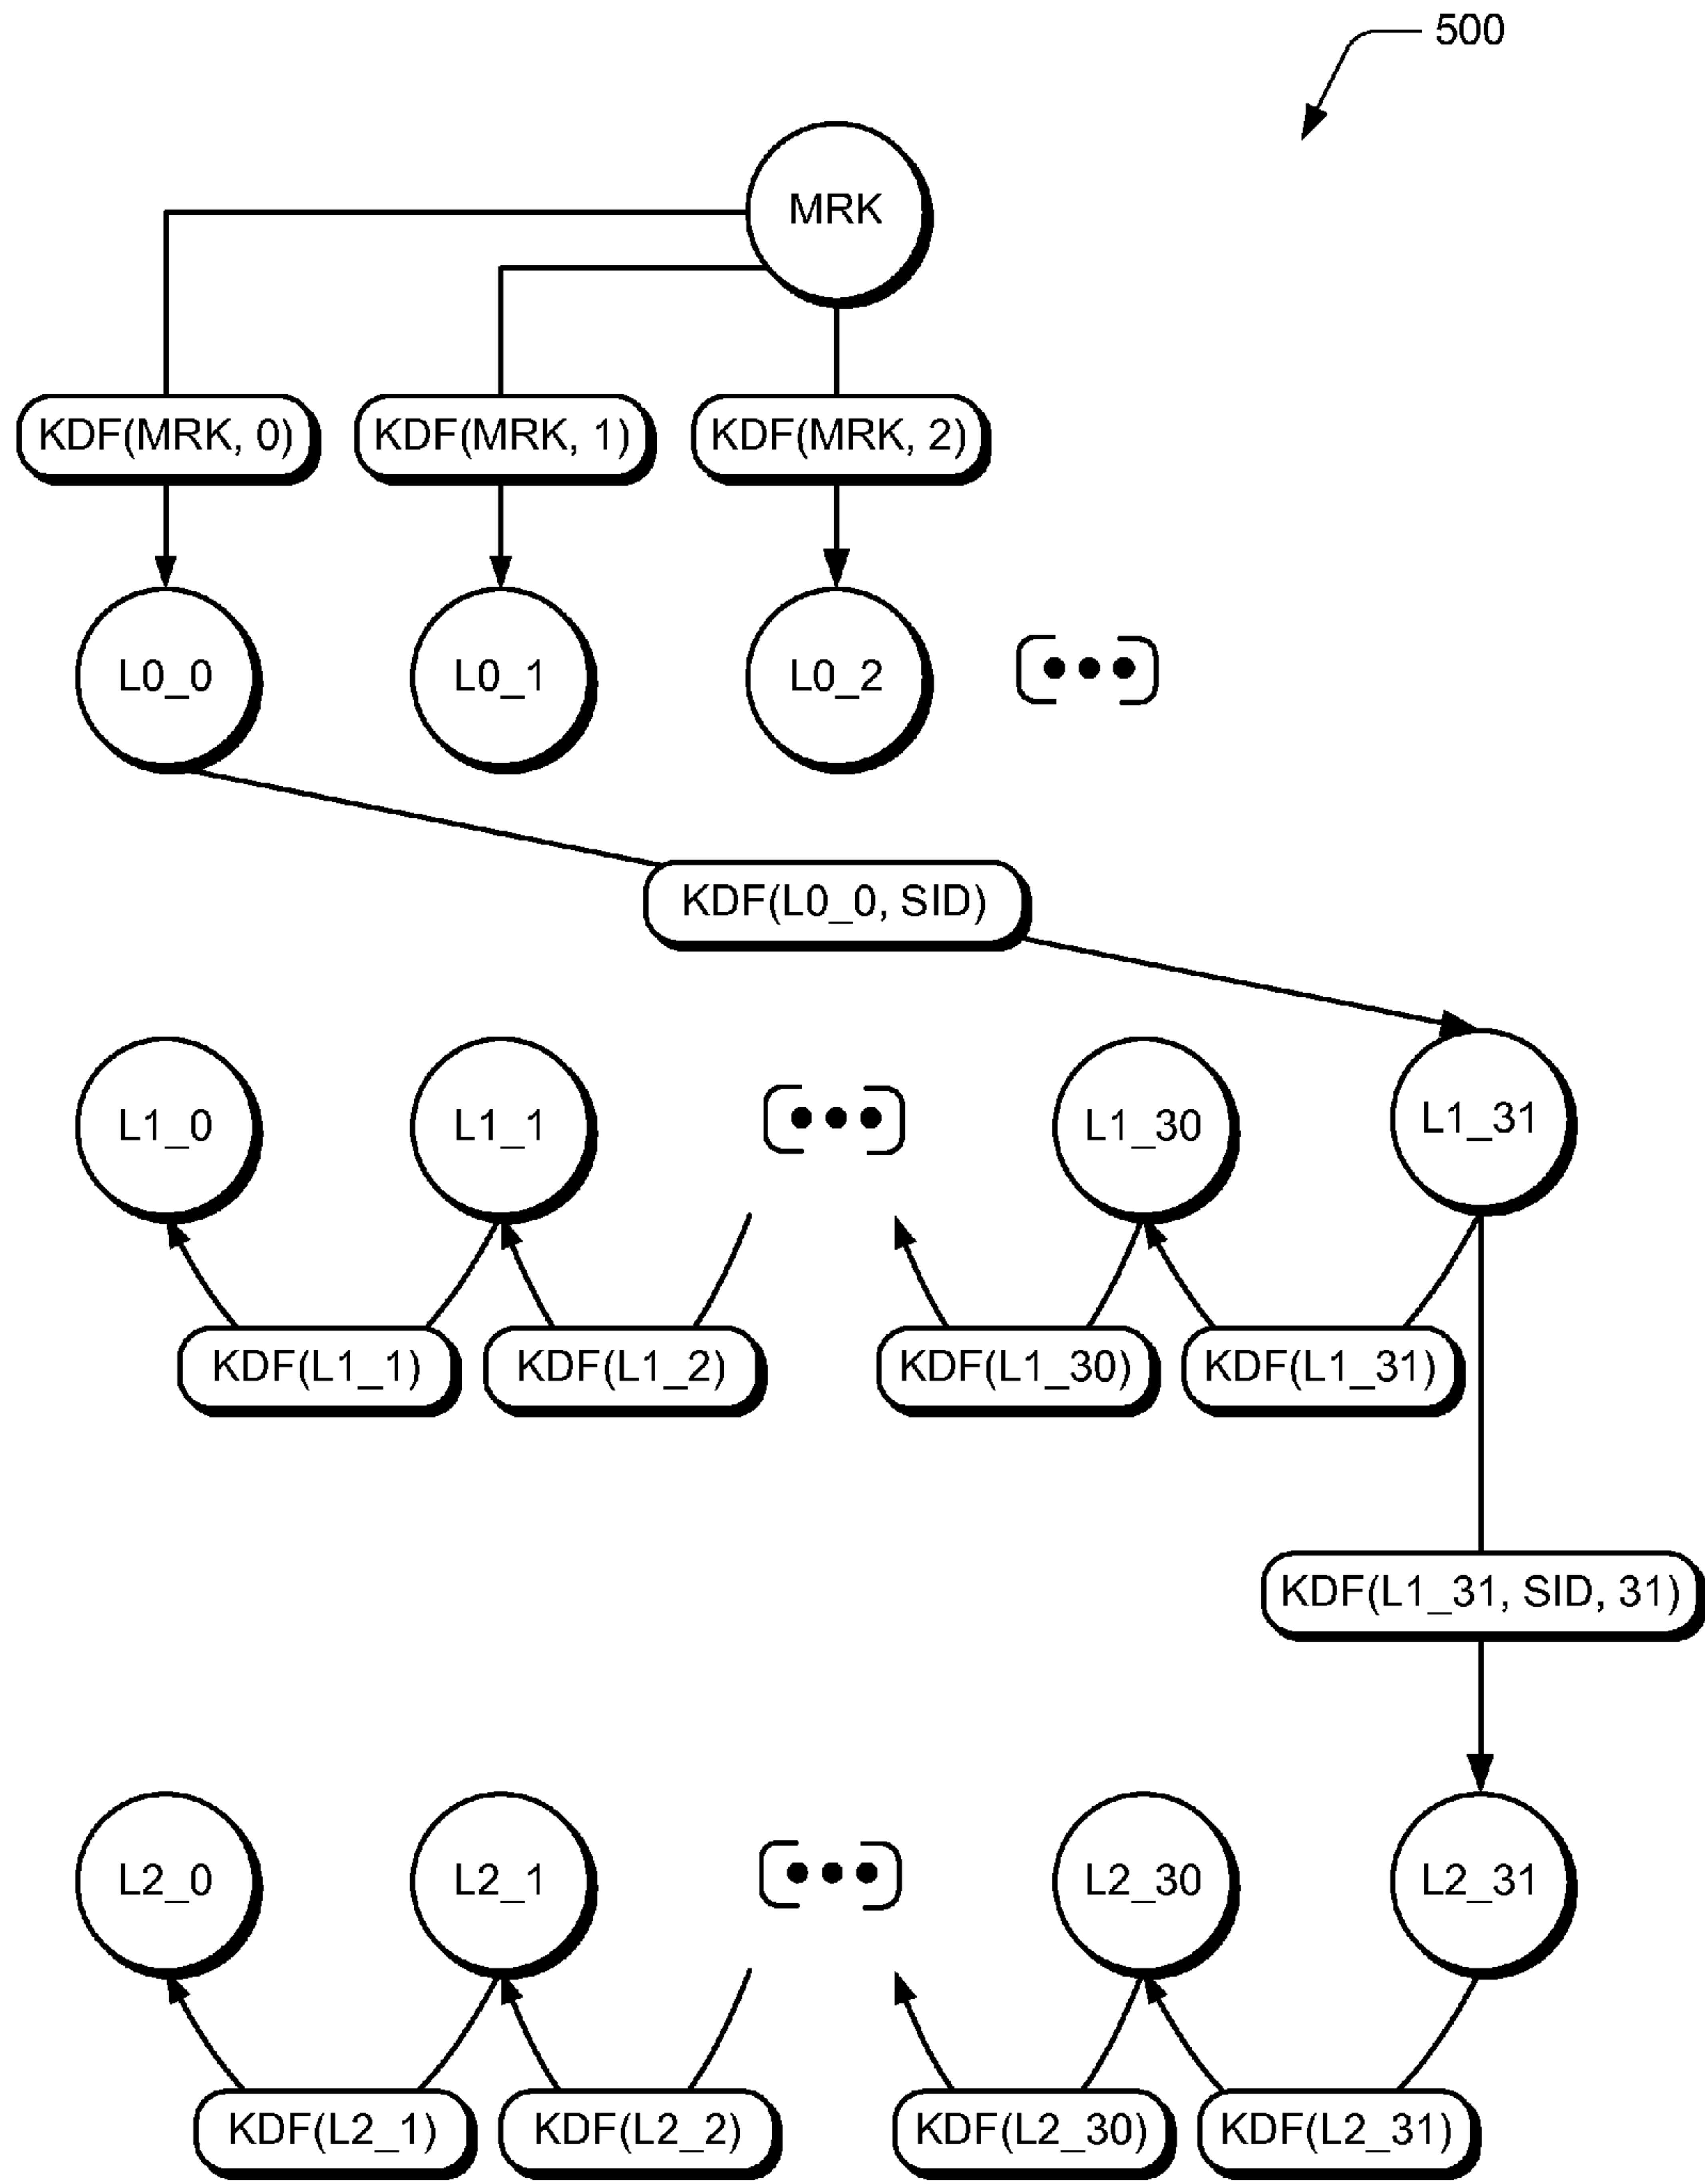 500
MRK
KDF(MRK, 0)
KDF(MRK, 1)
KDF(MRK, 2)
L0_0
L0_1
L0_2
KDF(L0_0, SID)
L1_0
L1_1
L1_30
L1_31
KDF(L1_1)
KDF(L1_2)
KDF(L1_30)
KDF(L1_31)
KDF(L1_31, SID, 31)
L2_0
L2_1
L2_30
L2_31
KDF(L2_1)
KDF(L2_2)
KDF(L2_30)
KDF(L2_31)